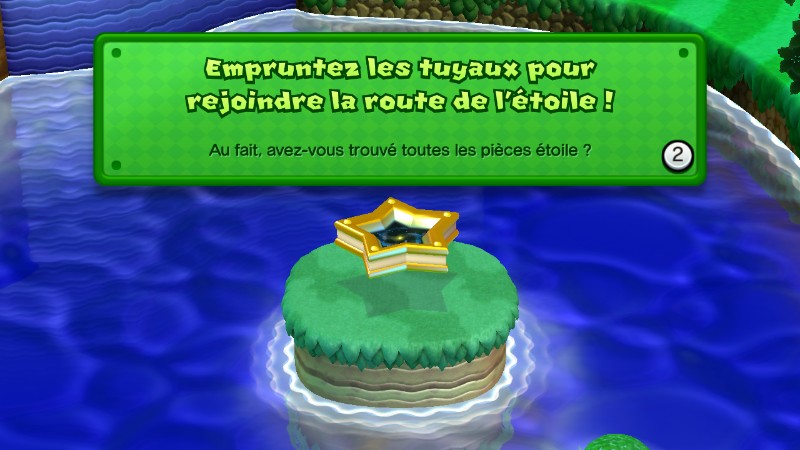 Empruntez les tuyaux pour
rejoindre la route de l'étoile !
Au fait, avez-vous trouvé toutes les pièces étoile ?
2